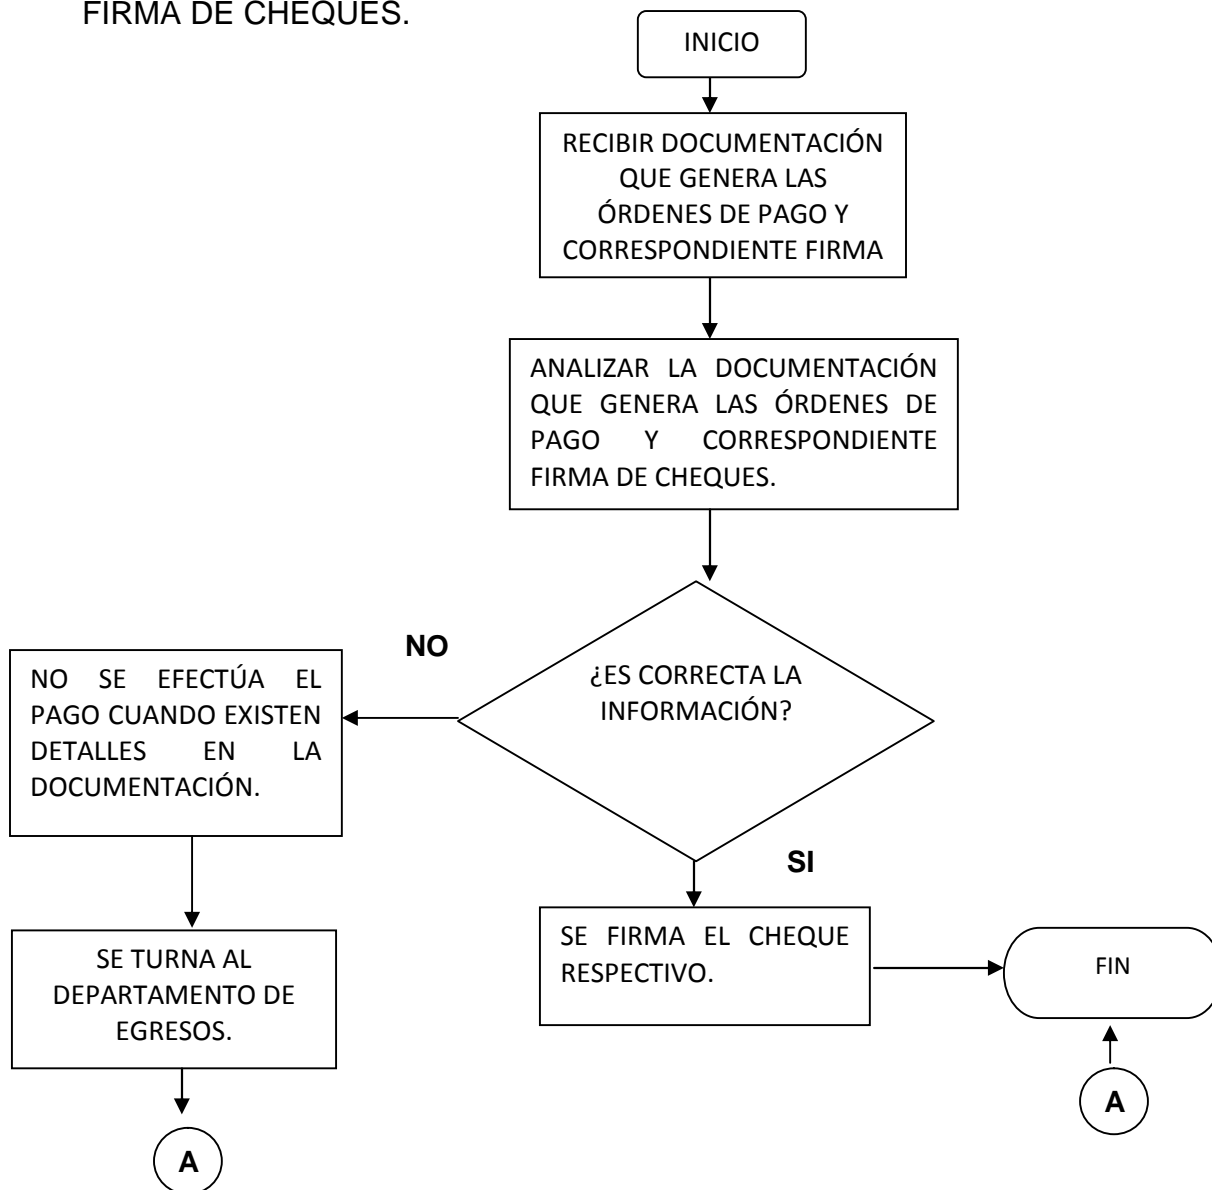 FIRMA DE CHEQUES.
INICIO
RECIBIR DOCUMENTACIÓN
QUE GENERA LAS
ÓRDENES DE PAGO Y
CORRESPONDIENTE FIRMA
ANALIZAR LA DOCUMENTACIÓN
QUE GENERA LAS ÓRDENES DE
PAGO Y CORRESPONDIENTE
FIRMA DE CHEQUES.
¿ES CORRECTA LA
INFORMACIÓN?
NO
NO SE EFECTÚA EL
PAGO CUANDO EXISTEN
DETALLES EN LA
DOCUMENTACIÓN.
SE TURNA AL
DEPARTAMENTO DE
EGRESOS.
A
SI
SE FIRMA EL CHEQUE
RESPECTIVO.
FIN
A